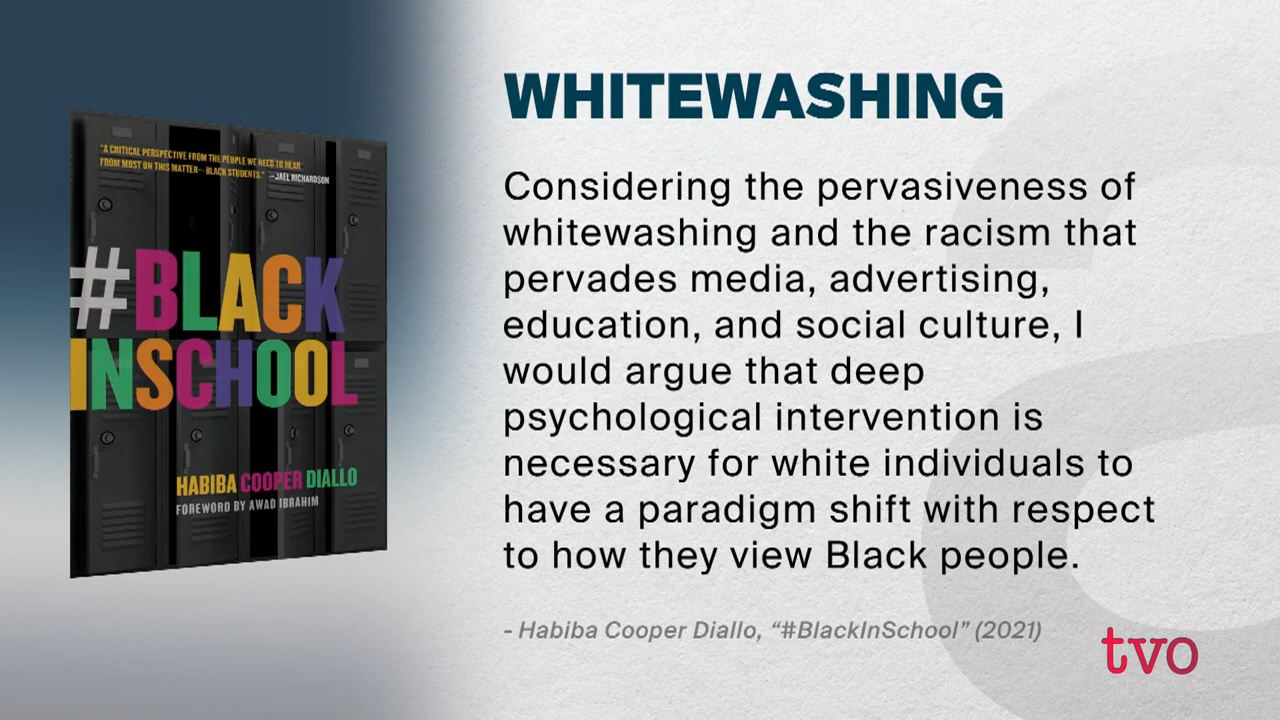 "A CRITICAL PERSPECTIVE FROM THE PEOPLE WE NEED TO HEAR
FROM MOST ON THIS MATTER—BLACK STUDENTS." —JAEL RICHARDSON
#BLACK
INSCHOOL
HABIBA COOPER DIALLO
FOREWORD BY AWAD IBRAHIM
WHITEWASHING
Considering the pervasiveness of
whitewashing and the racism that
pervades media, advertising,
education, and social culture, I
would argue that deep
psychological intervention is
necessary for white individuals to
have a paradigm shift with respect
to how they view Black people.
- Habiba Cooper Diallo, “#BlackInSchool” (2021)
tvo